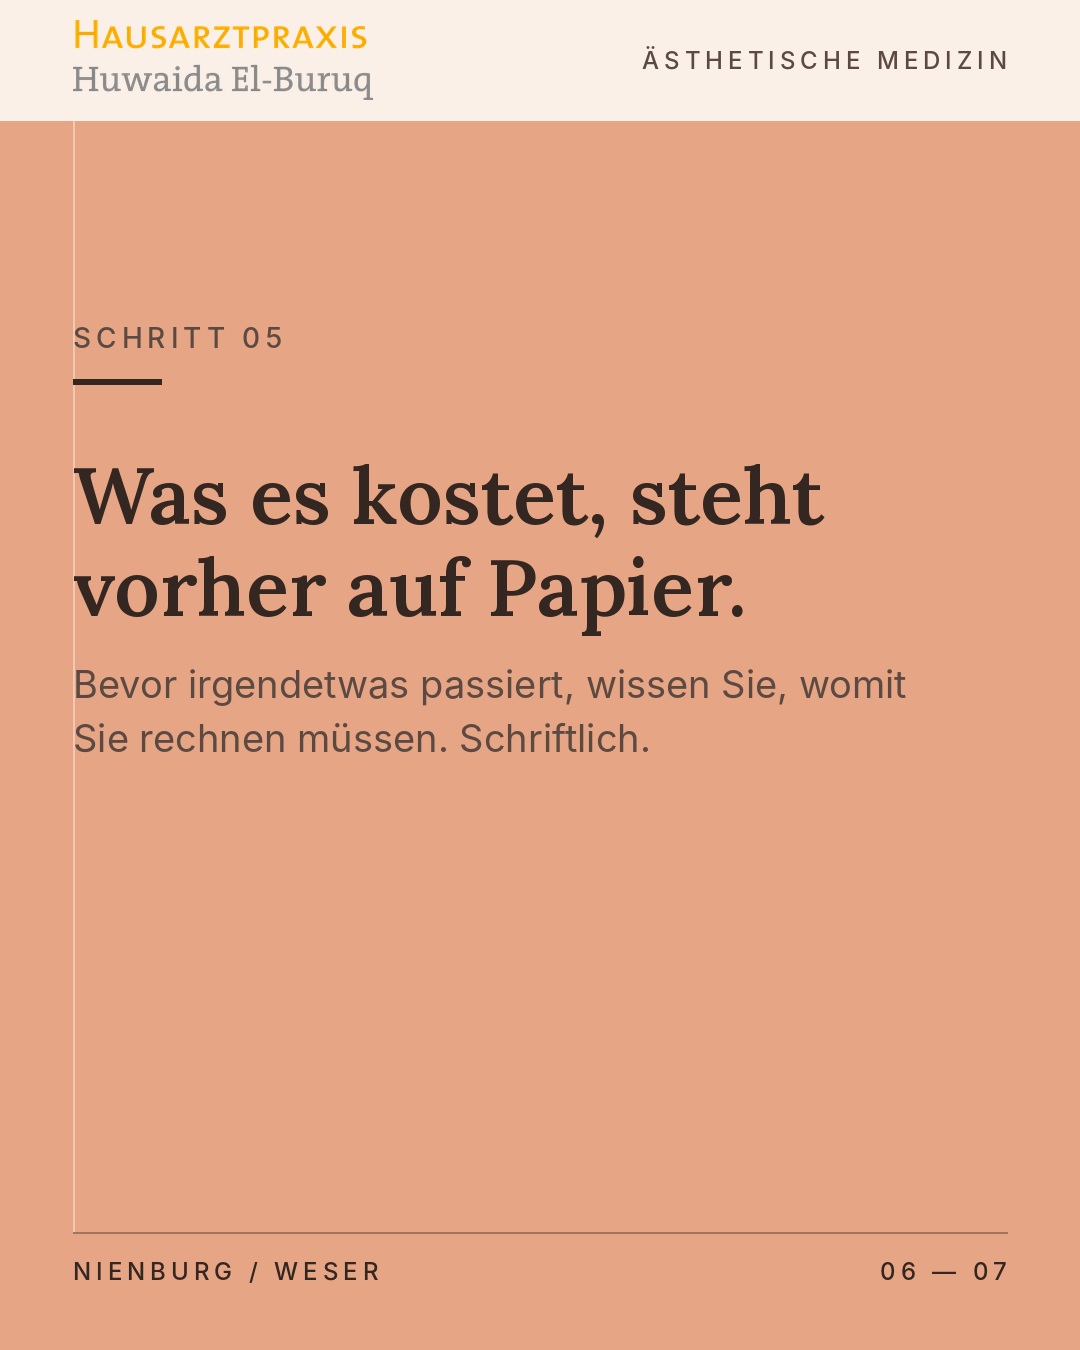 Hausarztpraxis
Huwaida El-Buruq
ÄSTHETISCHE MEDIZIN
SCHRITT 05
Was es kostet, steht
vorher auf Papier.
Bevor irgendetwas passiert, wissen Sie, womit
Sie rechnen müssen. Schriftlich.
NIENBURG / WESER
06 — 07